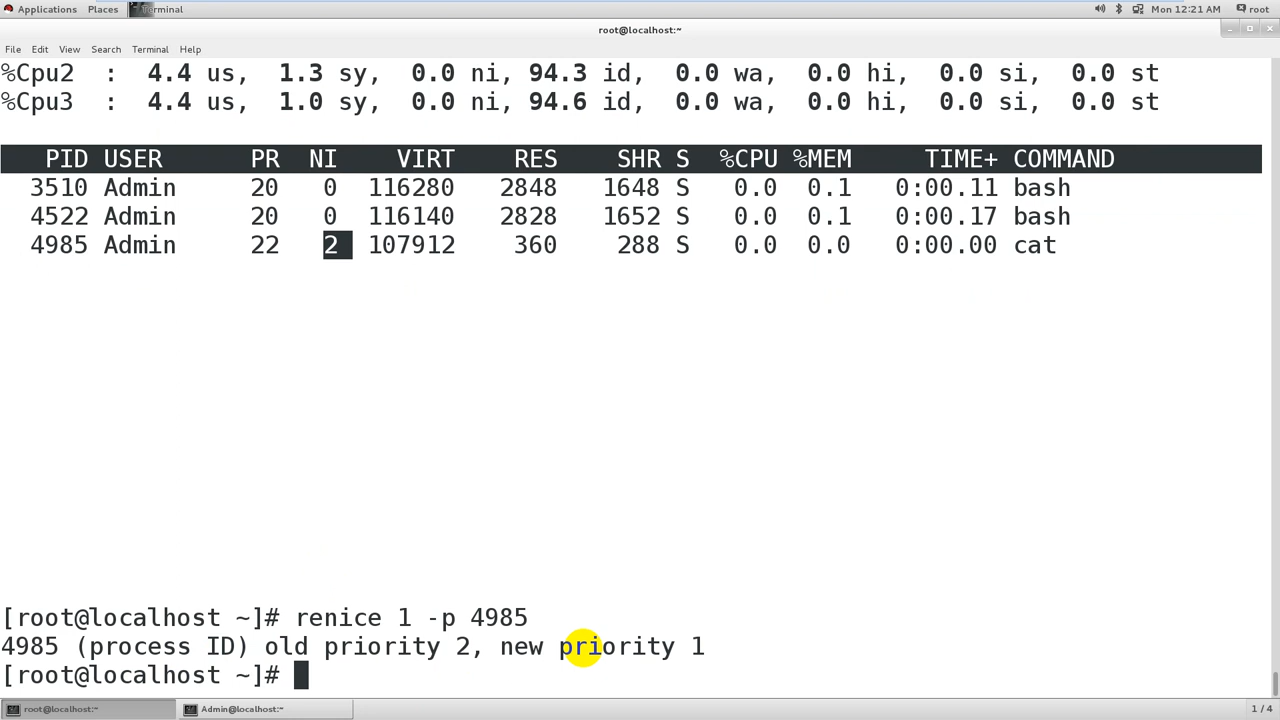 Applications Places Terminal Mon 12:21 AM root
root@localhost:~
File Edit View Search Terminal Help
%Cpu2  :  4.4 us,  1.3 sy,  0.0 ni, 94.3 id,  0.0 wa,  0.0 hi,  0.0 si,  0.0 st
%Cpu3  :  4.4 us,  1.0 sy,  0.0 ni, 94.6 id,  0.0 wa,  0.0 hi,  0.0 si,  0.0 st
PID USER PR NI VIRT RES SHR S %CPU %MEM TIME+ COMMAND
3510 Admin 20 0 116280 2848 1648 S 0.0 0.1 0:00.11 bash
4522 Admin 20 0 116140 2828 1652 S 0.0 0.1 0:00.17 bash
4985 Admin 22 2 107912 360 288 S 0.0 0.0 0:00.00 cat
[root@localhost ~]# renice 1 -p 4985
4985 (process ID) old priority 2, new priority 1
[root@localhost ~]#
root@localhost:~ Admin@localhost:~ 1 / 4